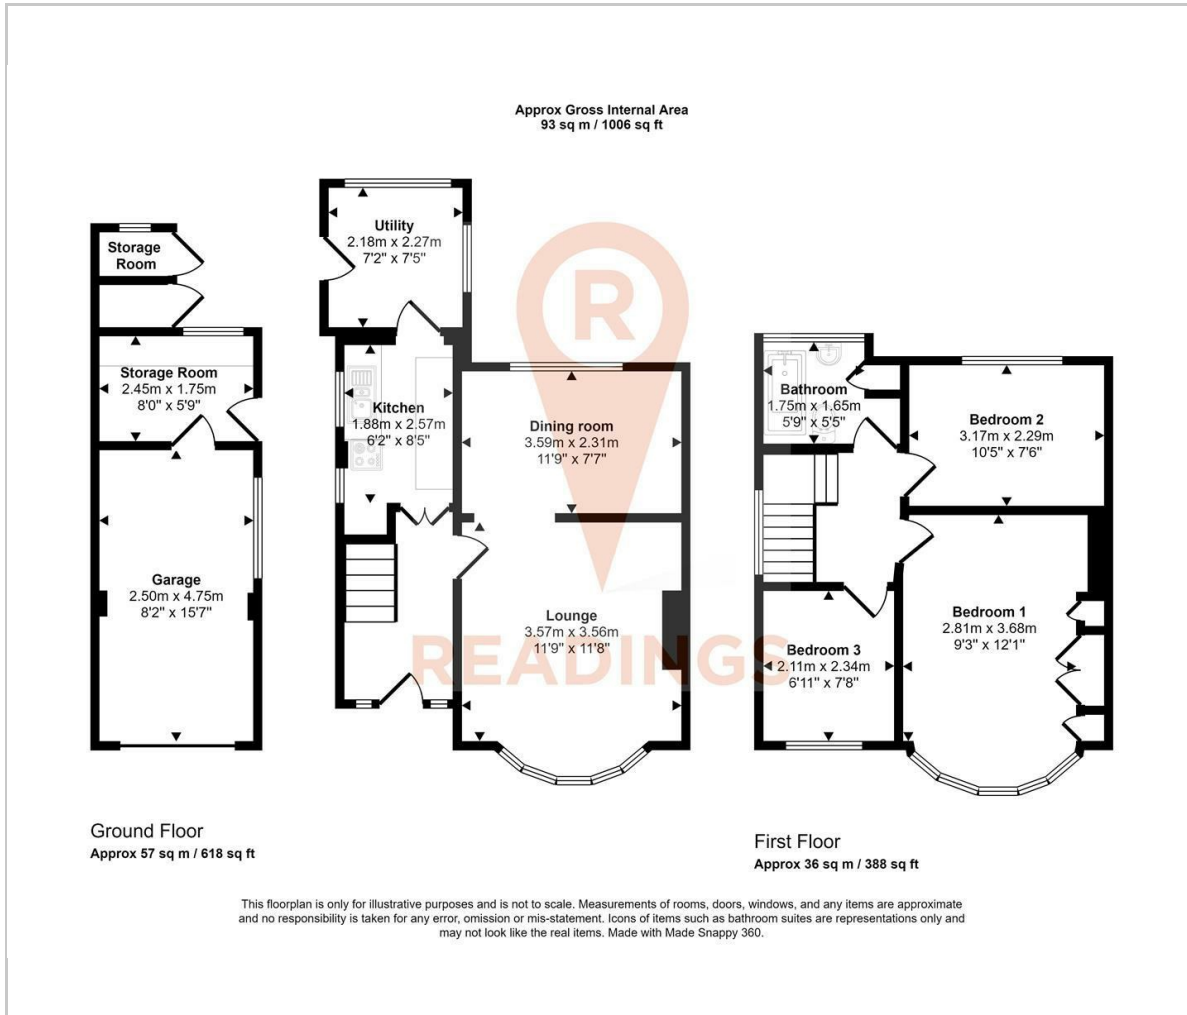 Approx Gross Internal Area
93 sq m / 1006 sq ft
Utility
2.18m x 2.27m
7'2" x 7'5"
Storage
Room
Storage Room
2.45m x 1.75m
8'0" x 5'9"
Kitchen
1.88m x 2.57m
6'2" x 8'5"
Dining room
3.59m x 2.31m
11'9" x 7'7"
Garage
2.50m x 4.75m
8'2" x 15'7"
Lounge
3.57m x 3.56m
11'9" x 11'8"
Bathroom
1.75m x 1.65m
5'9" x 5'5"
Bedroom 2
3.17m x 2.29m
10'5" x 7'6"
Bedroom 1
2.81m x 3.68m
9'3" x 12'1"
Bedroom 3
2.11m x 2.34m
6'11" x 7'8"
R
READINGS
Ground Floor
Approx 57 sq m / 618 sq ft
First Floor
Approx 36 sq m / 388 sq ft
This floorplan is only for illustrative purposes and is not to scale. Measurements of rooms, doors, windows, and any items are approximate
and no responsibility is taken for any error, omission or mis-statement. Icons of items such as bathroom suites are representations only and
may not look like the real items. Made with Made Snappy 360.